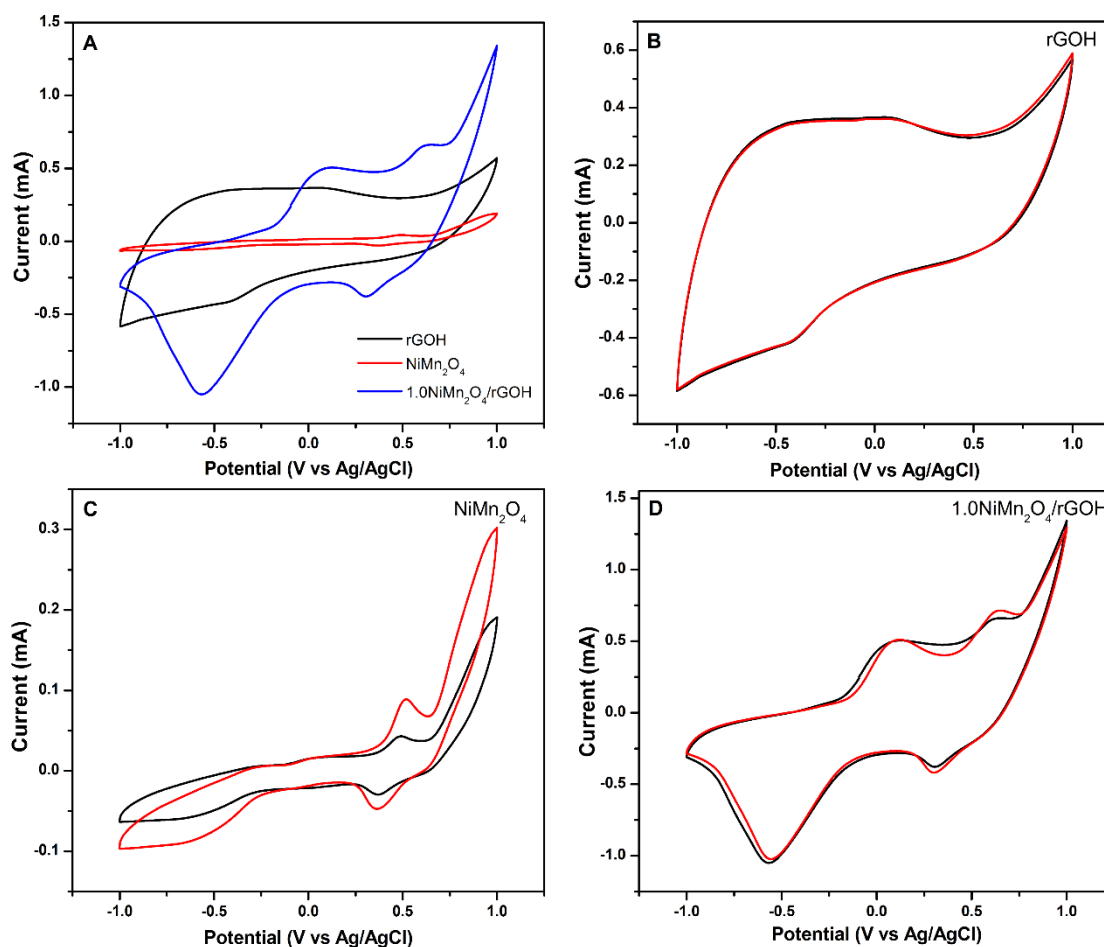 A
1.5
1.0
0.5
0.0
-0.5
-1.0
Current (mA)
rGOH
NiMn₂O₄
1.0NiMn₂O₄/rGOH
-1.0 -0.5 0.0 0.5 1.0
Potential (V vs Ag/AgCl)
B rGOH
0.6
0.4
0.2
0.0
-0.2
-0.4
-0.6
Current (mA)
-1.0 -0.5 0.0 0.5 1.0
Potential (V vs Ag/AgCl)
C NiMn₂O₄
0.3
0.2
0.1
0.0
-0.1
Current (mA)
-1.0 -0.5 0.0 0.5 1.0
Potential (V vs Ag/AgCl)
D 1.0NiMn₂O₄/rGOH
1.5
1.0
0.5
0.0
-0.5
-1.0
Current (mA)
-1.0 -0.5 0.0 0.5 1.0
Potential (V vs Ag/AgCl)